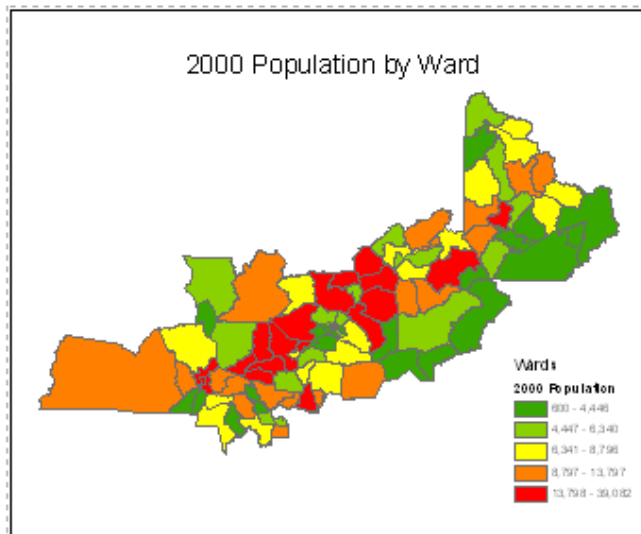 2000 Population by Ward
Wards
2000 Population
600 - 4,446
4,447 - 6,340
6,341 - 8,796
8,797 - 13,797
13,798 - 39,082